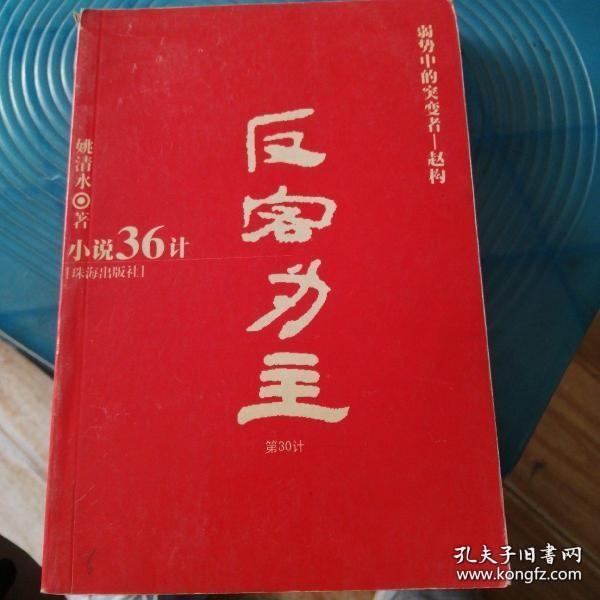 弱势中的突变者—赵构
反客为主
第30计
姚清水◎著
小说36计
[珠海出版社]
孔夫子旧书网
www.kongfz.com